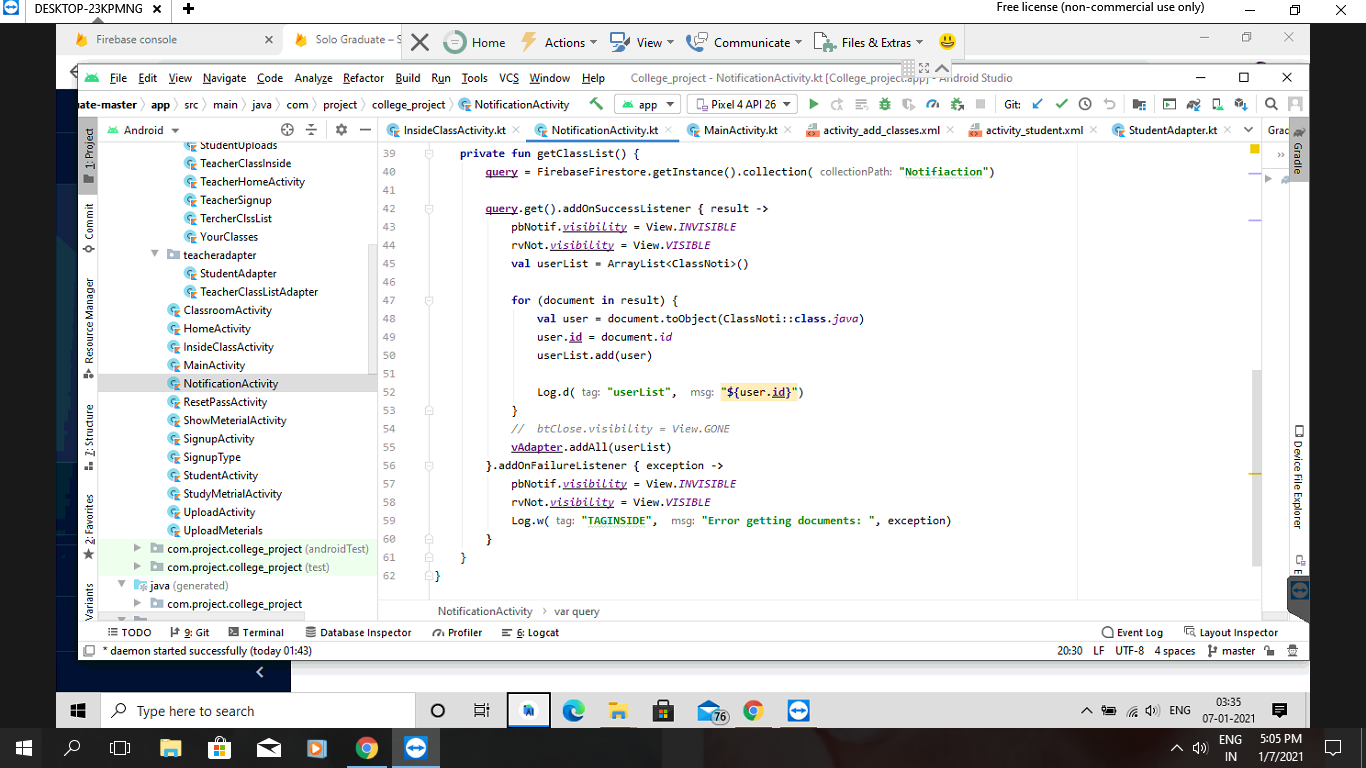 DESKTOP-23KPMNG
Free license (non-commercial use only)
Firebase console
Solo Graduate – S
Home Actions View Communicate Files & Extras
File Edit View Navigate Code Analyze Refactor Build Run Tools VCS Window Help College_project - NotificationActivity.kt [College_project.app] - Android Studio
ate-master app src main java com project college_project NotificationActivity app Pixel 4 API 26 Git:
Android InsideClassActivity.kt NotificationActivity.kt MainActivity.kt activity_add_classes.xml activity_student.xml StudentAdapter.kt Grac
1: Project
Commit
Resource Manager
7: Structure
2: Favorites
Variants
StudentUploads
TeacherClassInside
TeacherHomeActivity
TeacherSignup
TercherClssList
YourClasses
teacheradapter
StudentAdapter
TeacherClassListAdapter
ClassroomActivity
HomeActivity
InsideClassActivity
MainActivity
NotificationActivity
ResetPassActivity
ShowMeterialActivity
SignupActivity
SignupType
StudentActivity
StudyMetrialActivity
UploadActivity
UploadMeterials
com.project.college_project (androidTest)
com.project.college_project (test)
java (generated)
com.project.college_project
39 private fun getClassList() {
40 query = FirebaseFirestore.getInstance().collection( collectionPath: "Notifiaction")
41
42 query.get().addOnSuccessListener { result ->
43 pbNotif.visibility = View.INVISIBLE
44 rvNot.visibility = View.VISIBLE
45 val userList = ArrayList<ClassNoti>()
46
47 for (document in result) {
48 val user = document.toObject(ClassNoti::class.java)
49 user.id = document.id
50 userList.add(user)
51
52 Log.d( tag: "userList", msg: "${user.id}")
53 }
54 // btClose.visibility = View.GONE
55 vAdapter.addAll(userList)
56 }.addOnFailureListener { exception ->
57 pbNotif.visibility = View.INVISIBLE
58 rvNot.visibility = View.VISIBLE
59 Log.w( tag: "TAGINSIDE", msg: "Error getting documents: ", exception)
60 }
61 }
62 }
Gradle
Device File Explorer
E
NotificationActivity var query
TODO 9: Git Terminal Database Inspector Profiler 6: Logcat Event Log Layout Inspector
* daemon started successfully (today 01:43) 20:30 LF UTF-8 4 spaces master
Type here to search
76
ENG
03:35
07-01-2021
ENG
IN
5:05 PM
1/7/2021